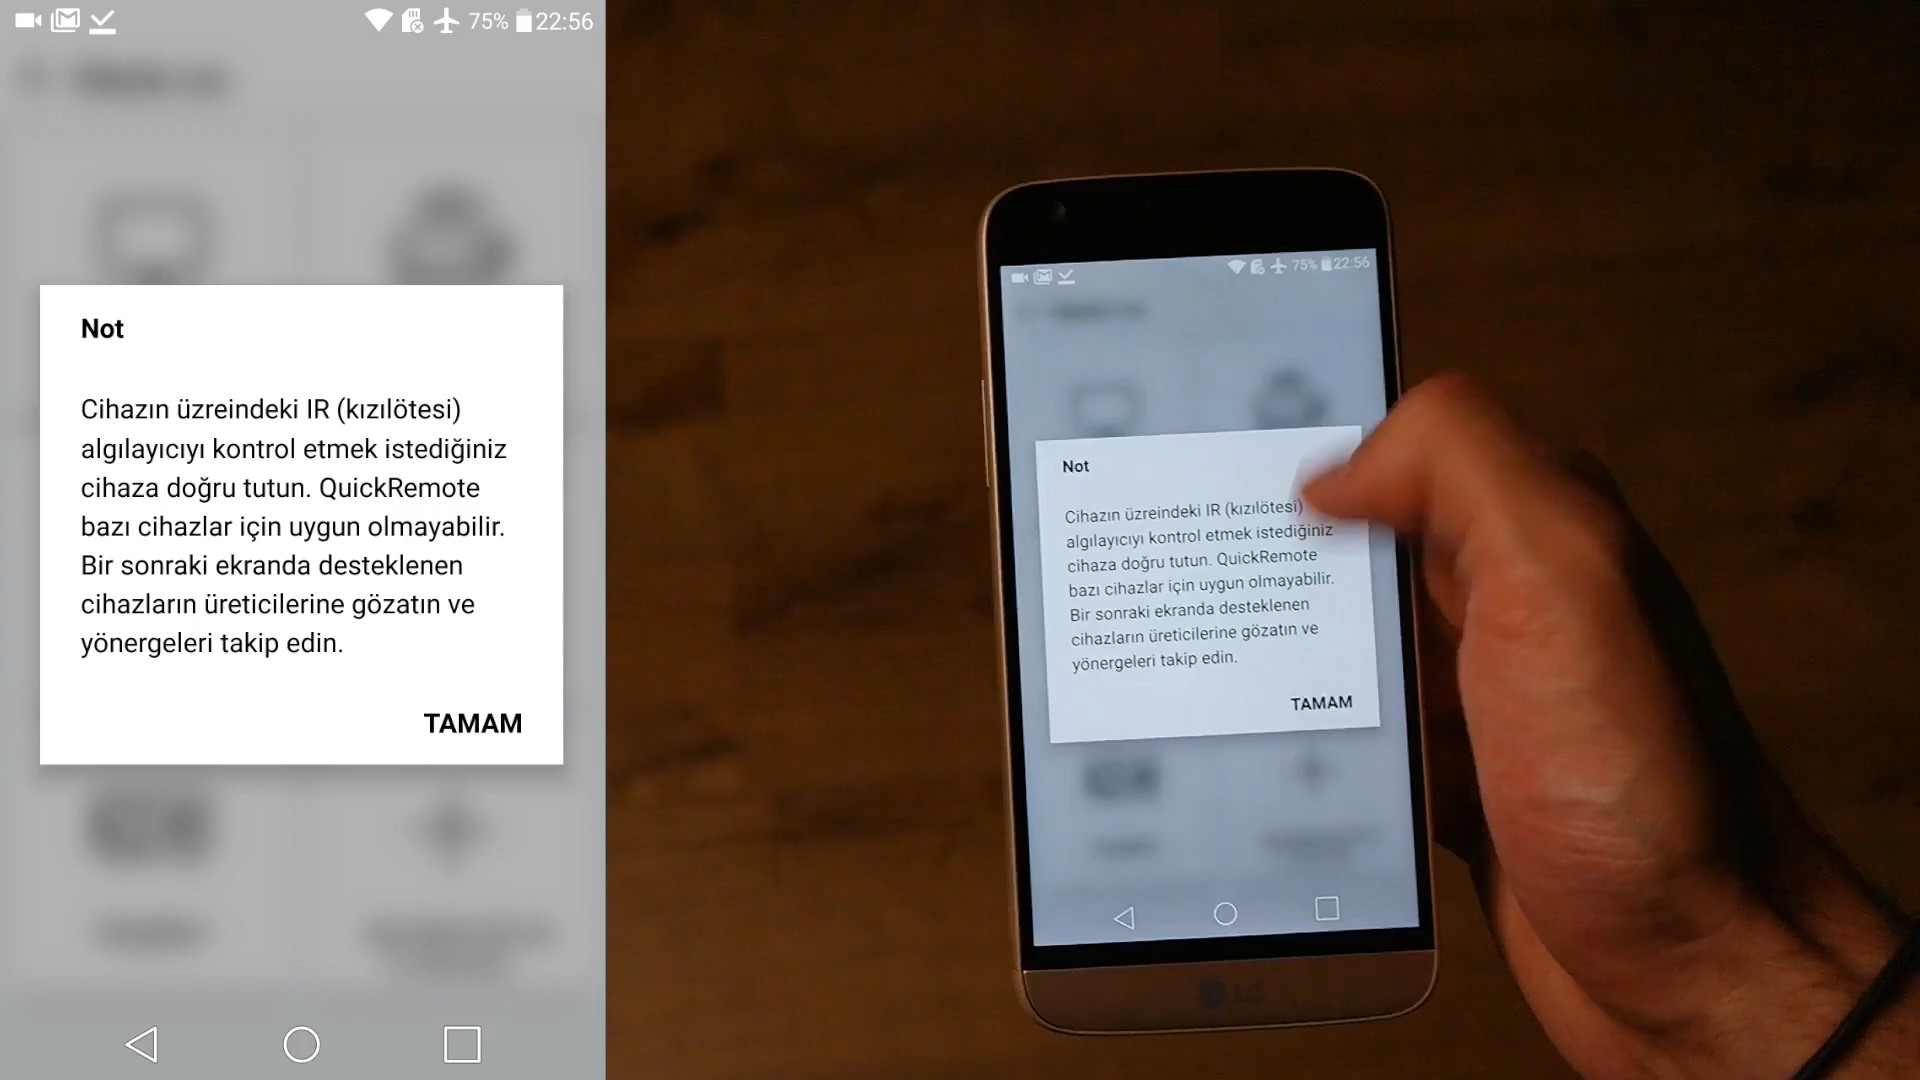 75% 22:56
Not
Cihazın üzreindeki IR (kızılötesi)
algılayıcıyı kontrol etmek istediğiniz
cihaza doğru tutun. QuickRemote
bazı cihazlar için uygun olmayabilir.
Bir sonraki ekranda desteklenen
cihazların üreticilerine gözatın ve
yönergeleri takip edin.
TAMAM
75% 22:56
Not
Cihazın üzreindeki IR (kızılötesi)
algılayıcıyı kontrol etmek istediğiniz
cihaza doğru tutun. QuickRemote
bazı cihazlar için uygun olmayabilir.
Bir sonraki ekranda desteklenen
cihazların üreticilerine gözatın ve
yönergeleri takip edin.
TAMAM
LG